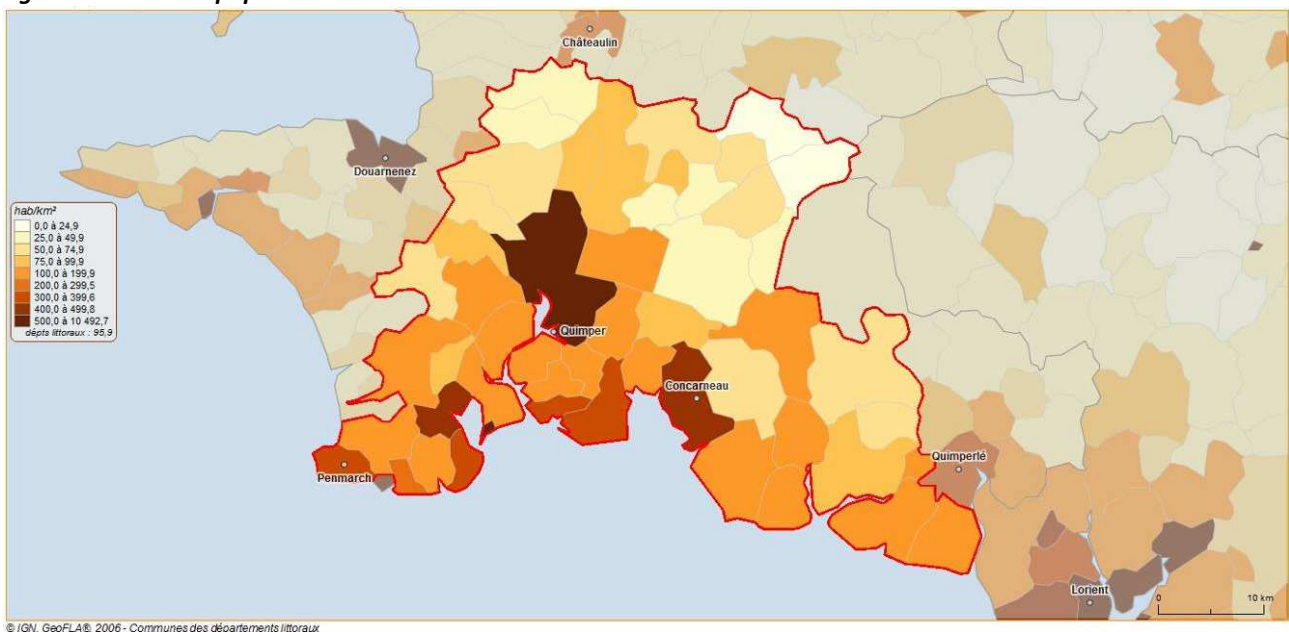 Châteaulin
Douarnenez
hab/km²
0,0 à 24,9
25,0 à 49,9
50,0 à 74,9
75,0 à 99,9
100,0 à 199,9
200,0 à 299,5
300,0 à 399,6
400,0 à 499,8
500,0 à 10 492,7
dépts littoraux : 95,9
Quimper
Concarneau
Penmarch
Quimperlé
Lorient
0 10 km
© IGN, GeoFLA®, 2006 - Communes des départements littoraux